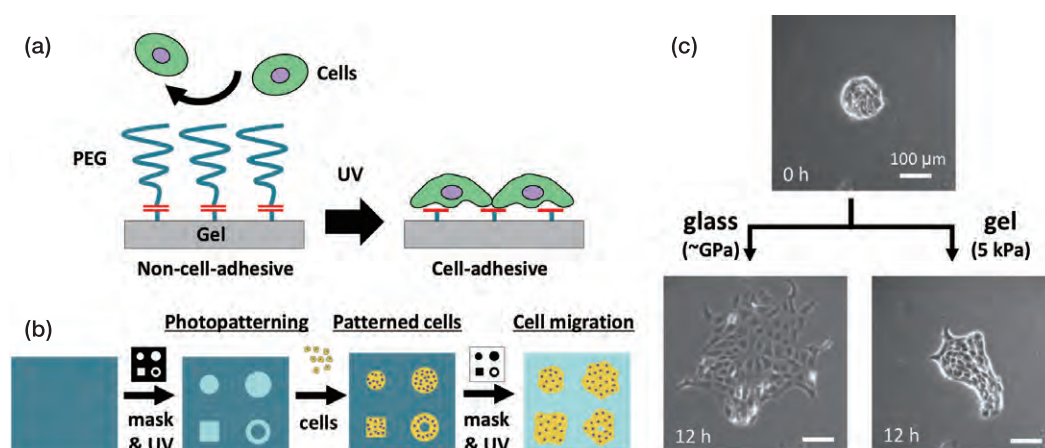 (a)
Cells
PEG
UV
Gel
Non-cell-adhesive
Cell-adhesive
(b)
Photopatterning
Patterned cells
Cell migration
mask
& UV
cells
mask
& UV
(c)
0 h
100 µm
glass
(~GPa)
gel
(5 kPa)
12 h
12 h